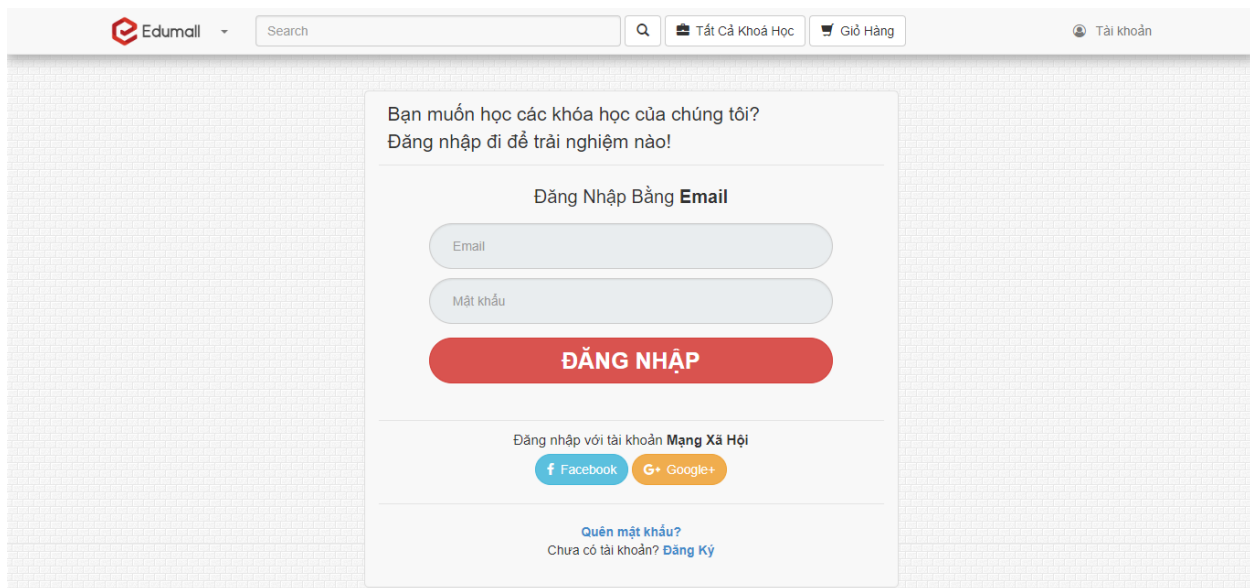 Edumall Search Tất Cả Khoá Học Giỏ Hàng Tài khoản
Bạn muốn học các khóa học của chúng tôi?
Đăng nhập đi để trải nghiệm nào!
Đăng Nhập Bằng Email
Email
Mật khẩu
ĐĂNG NHẬP
Đăng nhập với tài khoản Mạng Xã Hội
f Facebook G+ Google+
Quên mật khẩu?
Chưa có tài khoản? Đăng Ký